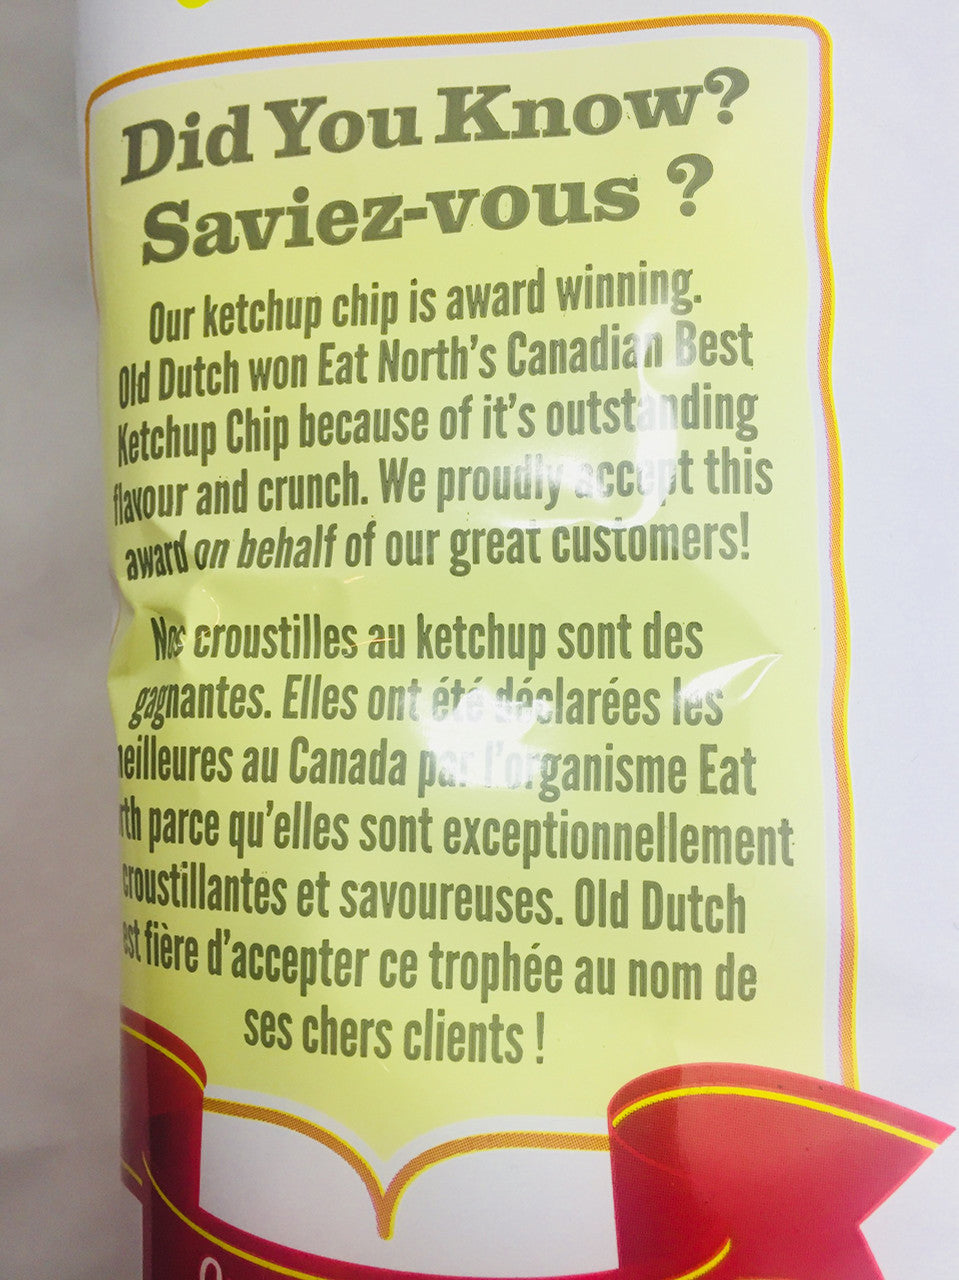 Did You Know?
Saviez-vous ?
Our ketchup chip is award winning.
Old Dutch won Eat North's Canadian Best
Ketchup Chip because of it's outstanding
flavour and crunch. We proudly accept this
award on behalf of our great customers!
Nos croustilles au ketchup sont des
gagnantes. Elles ont été déclarées les
meilleures au Canada par l'organisme Eat
parce qu'elles sont exceptionnellement
croustillantes et savoureuses. Old Dutch
est fière d'accepter ce trophée au nom de
ses chers clients !